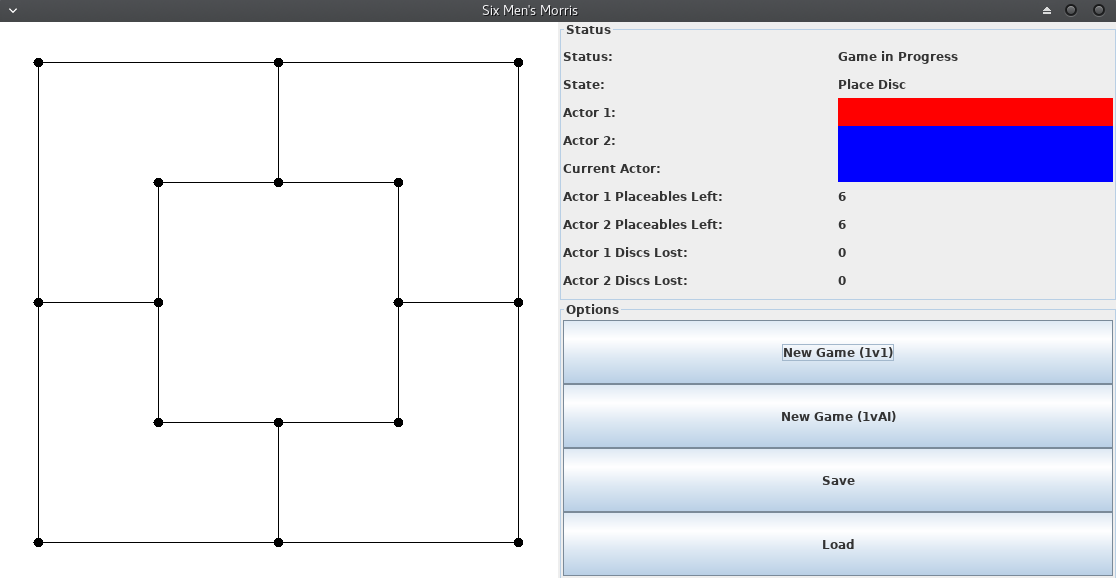 Six Men's Morris
Status
Status: Game in Progress
State: Place Disc
Actor 1:
Actor 2:
Current Actor:
Actor 1 Placeables Left: 6
Actor 2 Placeables Left: 6
Actor 1 Discs Lost: 0
Actor 2 Discs Lost: 0
Options
New Game (1v1)
New Game (1vAI)
Save
Load